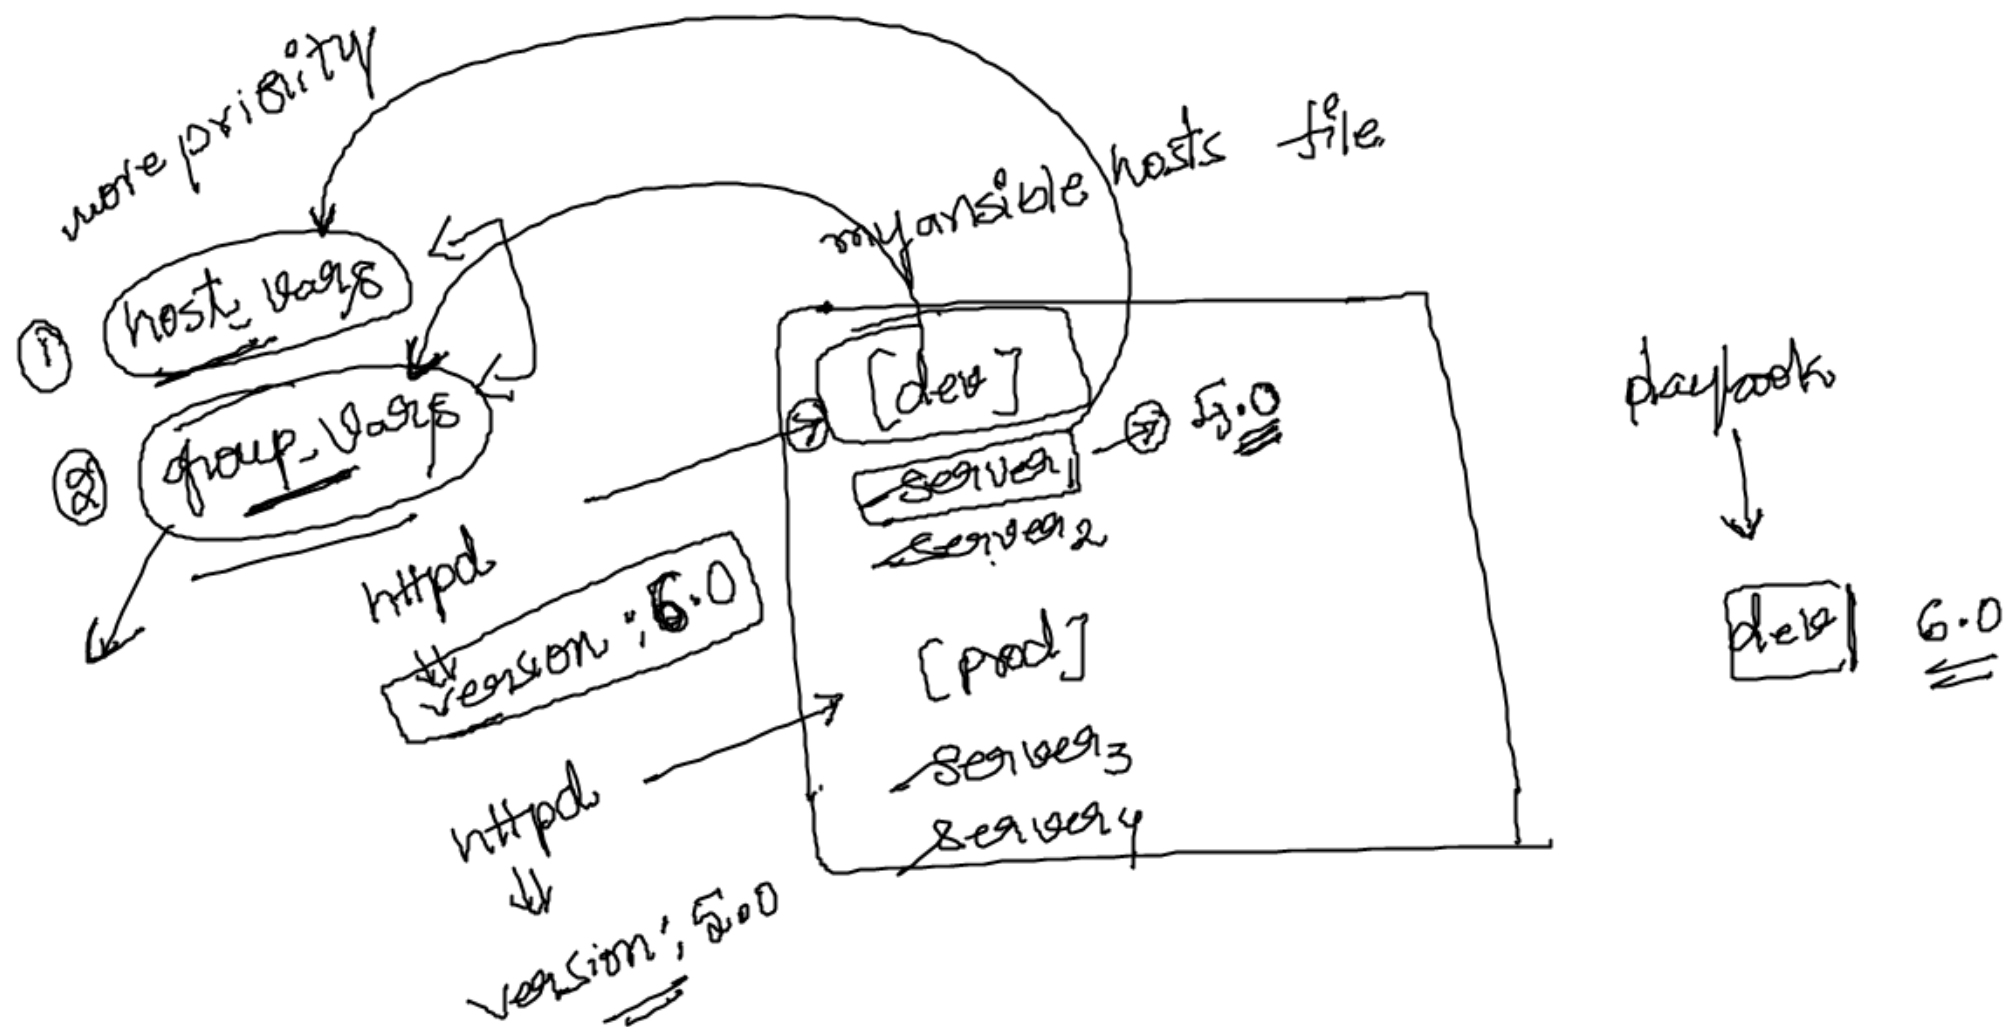 more priority
myansible hosts file
① host_vars
② group_vars
[dev]
5.0
server1
server2
playbook
httpd
version : 6.0
dev
6.0
[prod]
server3
server4
httpd
version : 5.0